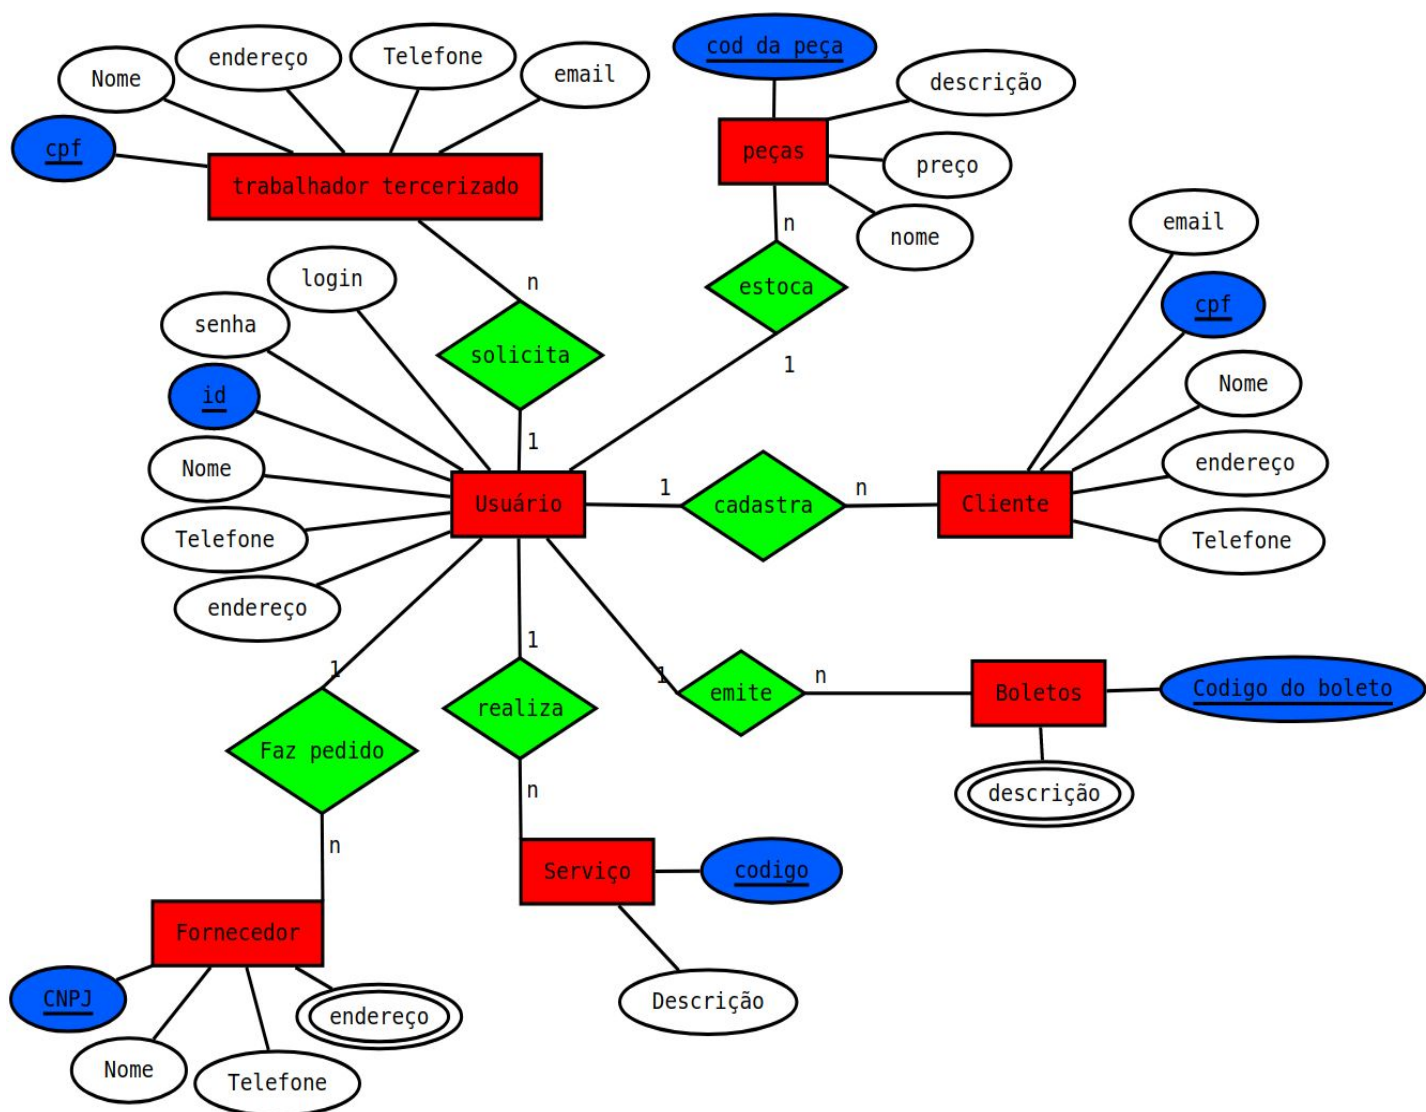 cod da peça
endereço
Telefone
Nome
email
descrição
cpf
peças
preço
trabalhador tercerizado
email
n
nome
login
n
estoca
cpf
senha
solicita
1
Nome
id
1
Nome
endereço
1
n
Usuário
cadastra
Cliente
Telefone
Telefone
endereço
1
1
1
n
Codigo do boleto
emite
Boletos
realiza
Faz pedido
n
descrição
n
Serviço
codigo
Fornecedor
CNPJ
Descrição
endereço
Nome
Telefone